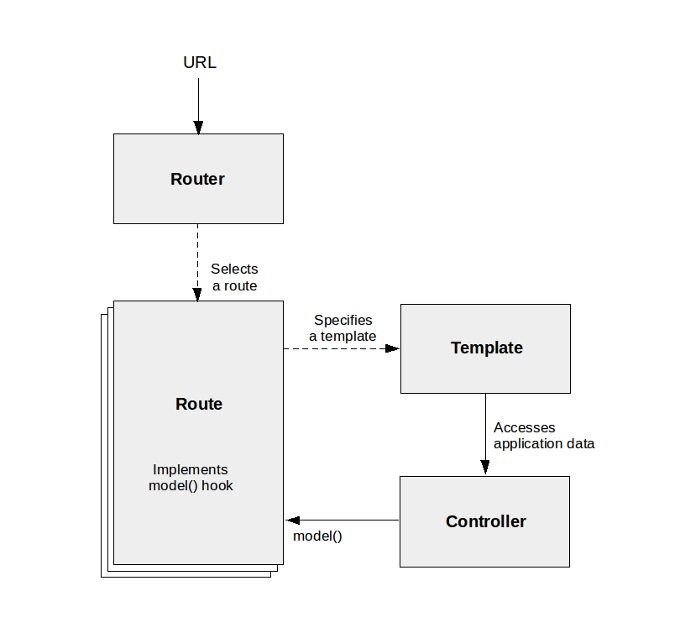 URL
Router
Selects
a route
Specifies
a template
Template
Route
Accesses
application data
Implements
model() hook
Controller
model()